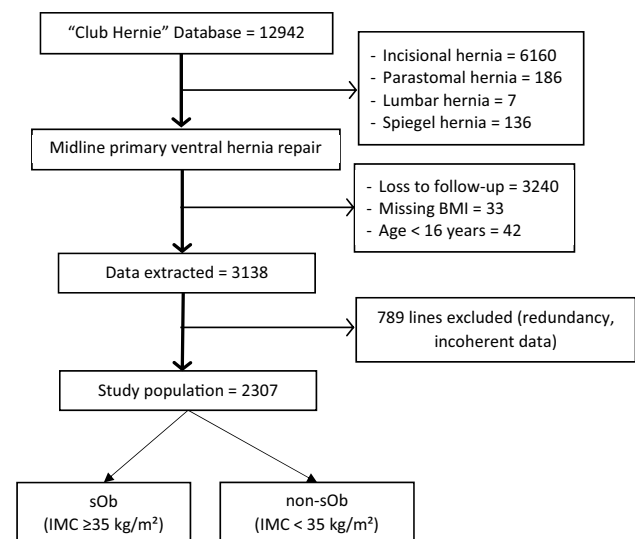 “Club Hernie” Database = 12942
- Incisional hernia = 6160
- Parastomal hernia = 186
- Lumbar hernia = 7
- Spiegel hernia = 136
Midline primary ventral hernia repair
- Loss to follow-up = 3240
- Missing BMI = 33
- Age < 16 years = 42
Data extracted = 3138
789 lines excluded (redundancy,
incoherent data)
Study population = 2307
sOb
(IMC ≥35 kg/m²)
non-sOb
(IMC < 35 kg/m²)